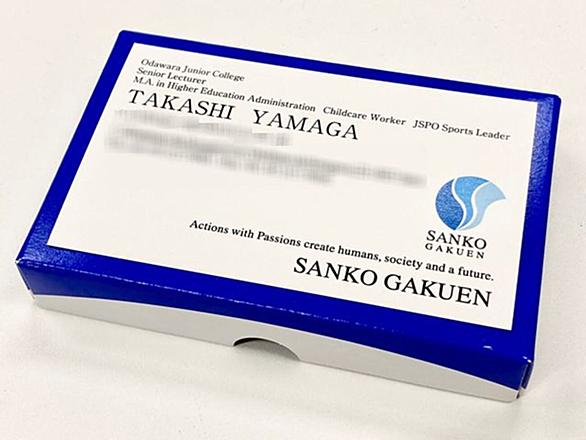 Odawara Junior College
Senior Lecturer
M.A. in Higher Education Administration Childcare Worker JSPO Sports Leader
TAKASHI YAMAGA
SANKO
GAKUEN
Actions with Passions create humans, society and a future.
SANKO GAKUEN